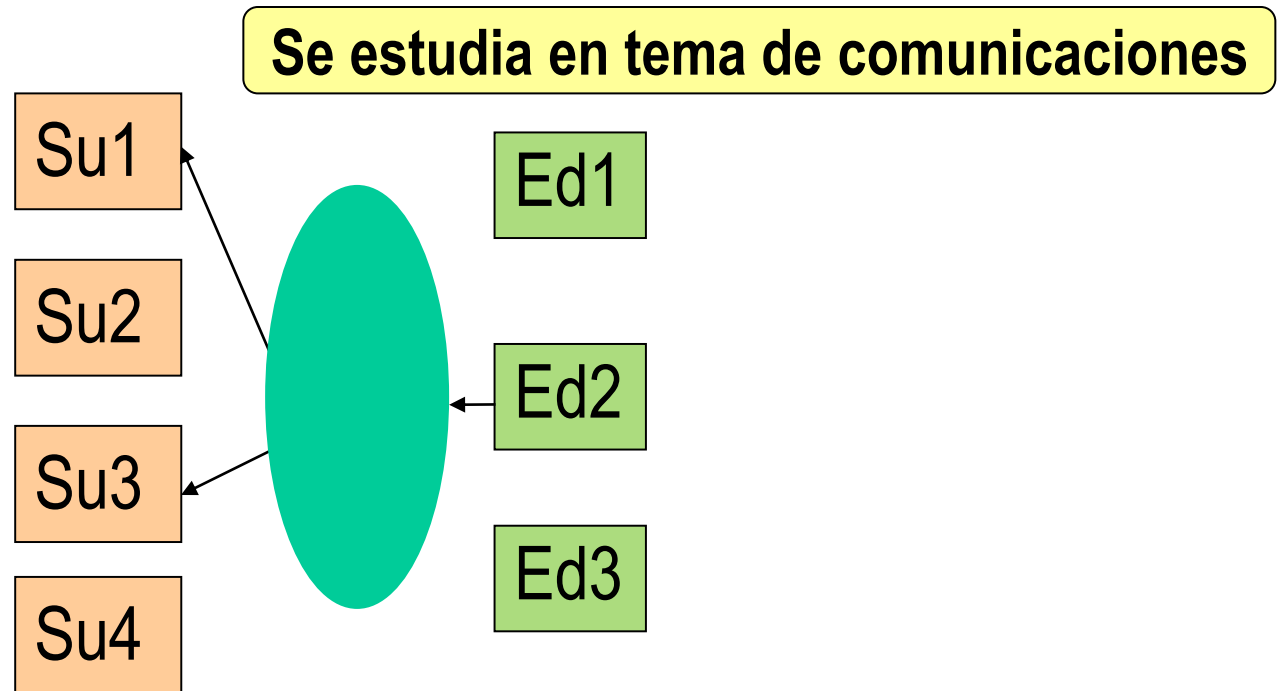 Se estudia en tema de comunicaciones
Su1
Su2
Su3
Su4
Ed1
Ed2
Ed3